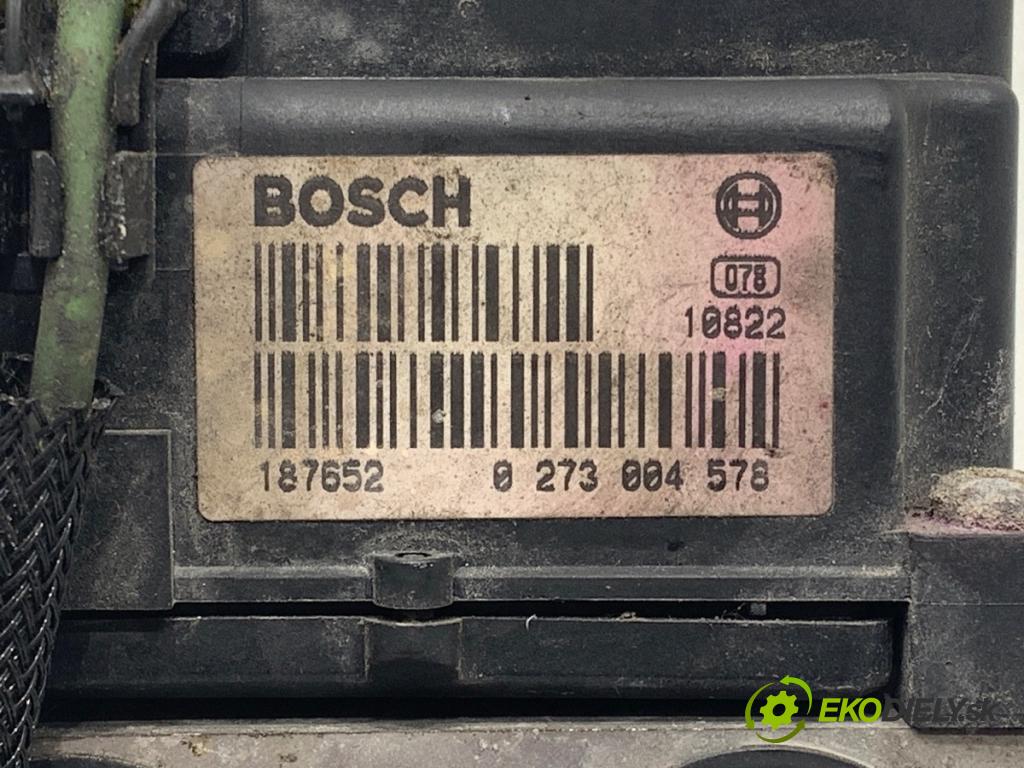 BOSCH
078
10822
187652 0 273 004 578
EKODIELY.SK